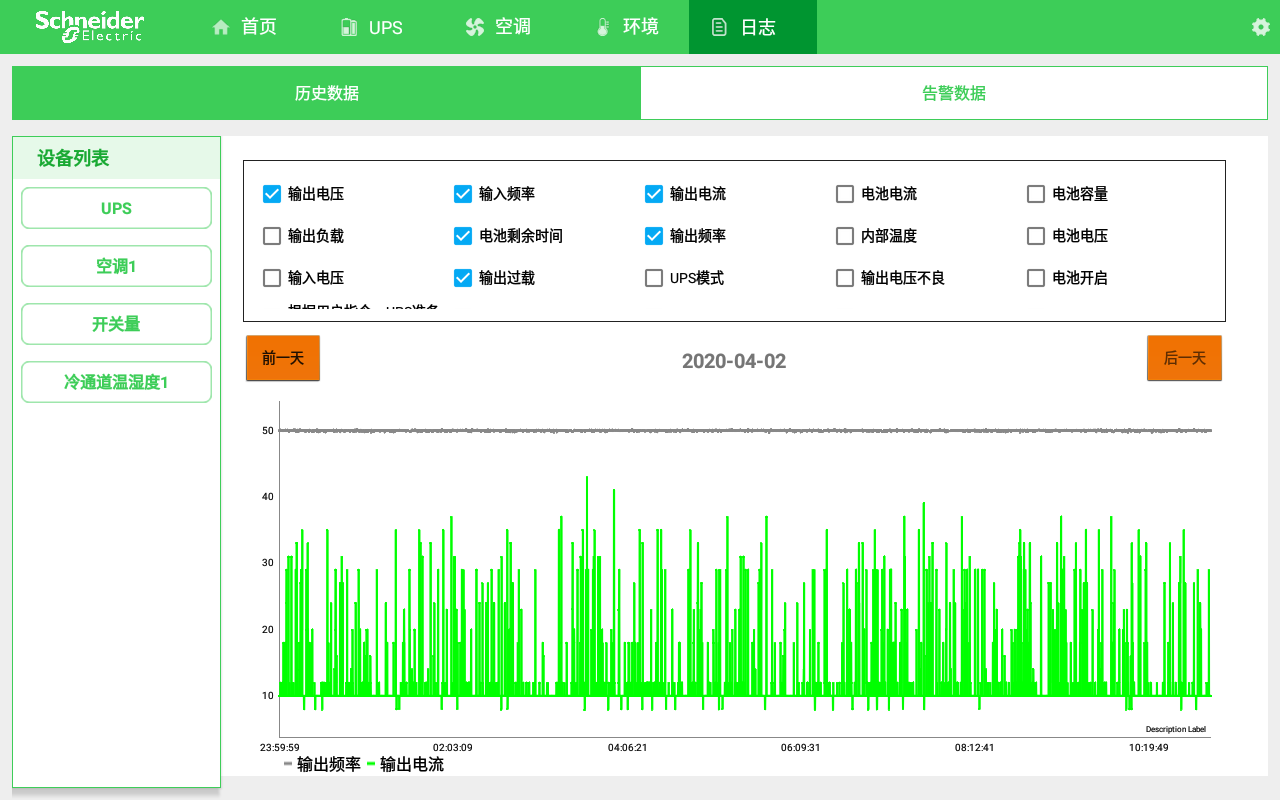 Schneider Electric
首页 UPS 空调 环境 日志
历史数据 告警数据
设备列表
UPS
空调1
开关量
冷通道温湿度1
输出电压 输入频率 输出电流 电池电流 电池容量
输出负载 电池剩余时间 输出频率 内部温度 电池电压
输入电压 输出过载 UPS模式 输出电压不良 电池开启
前一天 2020-04-02 后一天
50
40
30
20
10
Description Label
23:59:59 02:03:09 04:06:21 06:09:31 08:12:41 10:19:49
输出频率 输出电流